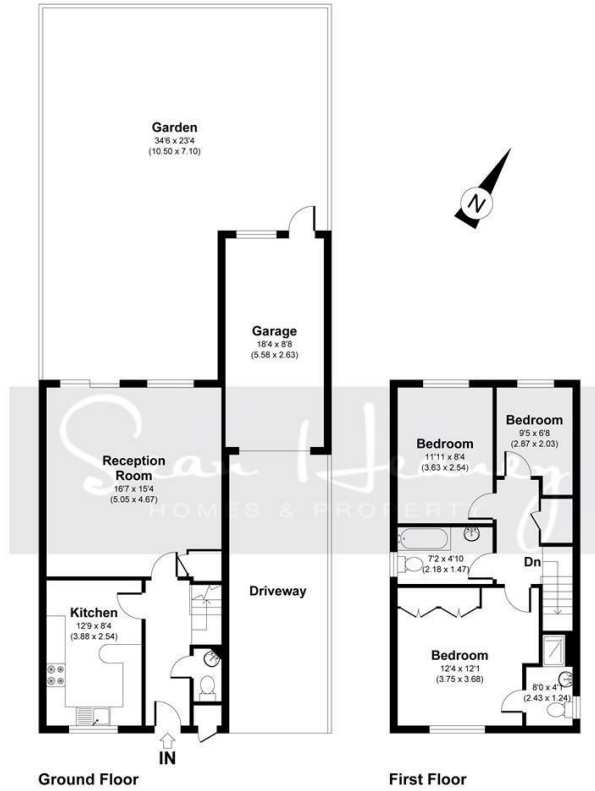 Garden
34'6 x 23'4
(10.50 x 7.10)
N
Garage
18'4 x 8'8
(5.58 x 2.63)
Reception
Room
16'7 x 15'4
(5.05 x 4.67)
Bedroom
11'11 x 8'4
(3.63 x 2.54)
Bedroom
9'5 x 6'8
(2.87 x 2.03)
Sean Heaney
HOMES & PROPERTY
7'2 x 4'10
(2.18 x 1.47)
Dn
Driveway
Kitchen
12'9 x 8'4
(3.88 x 2.54)
Bedroom
12'4 x 12'1
(3.75 x 3.68)
8'0 x 4'1
(2.43 x 1.24)
IN
Ground Floor
First Floor